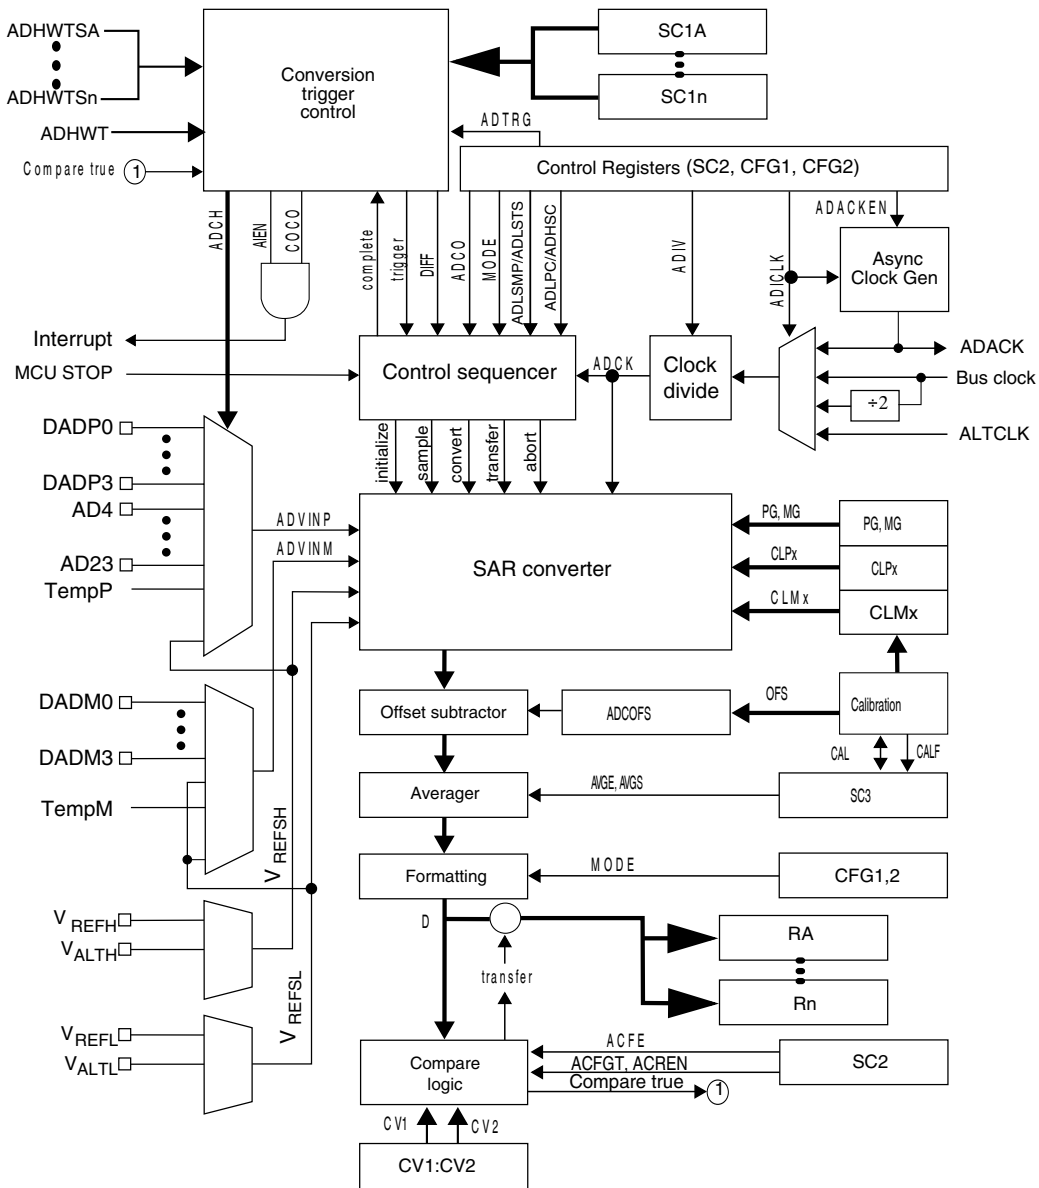 ADHWTSA
SC1A
Conversion
trigger
control
ADHWTSn
SC1n
ADTRG
ADHWT
Compare true
1
Control Registers (SC2, CFG1, CFG2)
ADCH
AIEN
COCO
complete
trigger
DIFF
ADCO
MODE
ADLSMP/ADLSTS
ADLPC/ADHSC
ADIV
ADICLK
ADACKEN
Async
Clock Gen
Interrupt
MCU STOP
Control sequencer
ADCK
Clock
divide
ADACK
Bus clock
÷2
ALTCLK
DADP0
DADP3
AD4
AD23
TempP
initialize
sample
convert
transfer
abort
ADVINP
ADVINM
SAR converter
PG, MG
PG, MG
CLPx
CLPx
CLMx
CLMx
DADM0
DADM3
TempM
Offset subtractor
ADCOFS
OFS
Calibration
CAL
CALF
Averager
AVGE, AVGS
SC3
VREFSH
Formatting
MODE
CFG1,2
VREFH
VALTH
D
RA
transfer
Rn
VREFSL
VREFL
VALTL
Compare
logic
ACFE
ACFGT, ACREN
Compare true
1
SC2
CV1
CV2
CV1:CV2